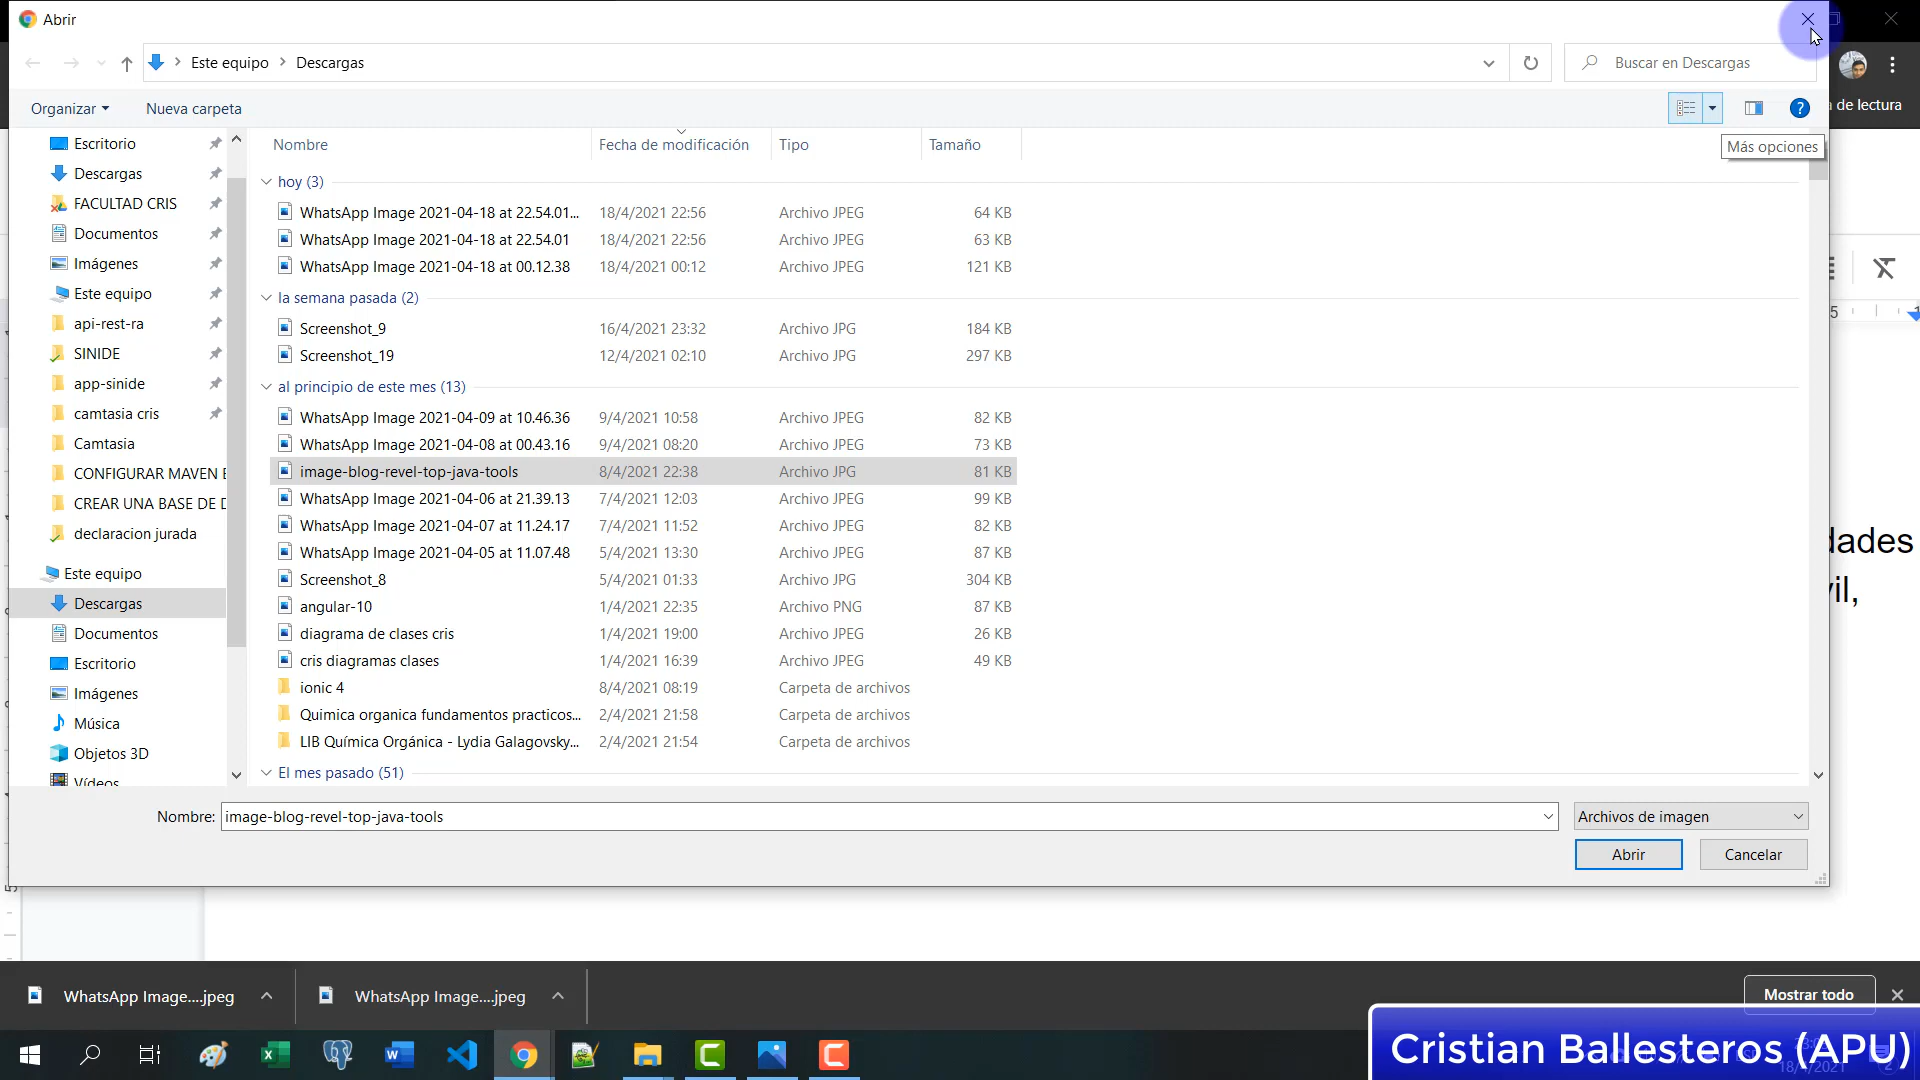 Abrir
Este equipo
Descargas
Buscar en Descargas
Organizar
Nueva carpeta
?
de lectura
Más opciones
Nombre
Fecha de modificación
Tipo
Tamaño
Escritorio
Descargas
FACULTAD CRIS
Documentos
Imágenes
Este equipo
api-rest-ra
SINIDE
app-sinide
camtasia cris
Camtasia
CONFIGURAR MAVEN
CREAR UNA BASE DE
declaracion jurada
Este equipo
Descargas
Documentos
Escritorio
Imágenes
Música
Objetos 3D
Vídeos
hoy (3)
WhatsApp Image 2021-04-18 at 22.54.01... 18/4/2021 22:56 Archivo JPEG 64 KB
WhatsApp Image 2021-04-18 at 22.54.01 18/4/2021 22:56 Archivo JPEG 63 KB
WhatsApp Image 2021-04-18 at 00.12.38 18/4/2021 00:12 Archivo JPEG 121 KB
la semana pasada (2)
Screenshot_9 16/4/2021 23:32 Archivo JPG 184 KB
Screenshot_19 12/4/2021 02:10 Archivo JPG 297 KB
al principio de este mes (13)
WhatsApp Image 2021-04-09 at 10.46.36 9/4/2021 10:58 Archivo JPEG 82 KB
WhatsApp Image 2021-04-08 at 00.43.16 9/4/2021 08:20 Archivo JPEG 73 KB
image-blog-revel-top-java-tools 8/4/2021 22:38 Archivo JPG 81 KB
WhatsApp Image 2021-04-06 at 21.39.13 7/4/2021 12:03 Archivo JPEG 99 KB
WhatsApp Image 2021-04-07 at 11.24.17 7/4/2021 11:52 Archivo JPEG 82 KB
WhatsApp Image 2021-04-05 at 11.07.48 5/4/2021 13:30 Archivo JPEG 87 KB
Screenshot_8 5/4/2021 01:33 Archivo JPG 304 KB
angular-10 1/4/2021 22:35 Archivo PNG 87 KB
diagrama de clases cris 1/4/2021 19:00 Archivo JPEG 26 KB
cris diagramas clases 1/4/2021 16:39 Archivo JPEG 49 KB
ionic 4 8/4/2021 08:19 Carpeta de archivos
Quimica organica fundamentos practicos... 2/4/2021 21:58 Carpeta de archivos
LIB Química Orgánica - Lydia Galagovsky... 2/4/2021 21:54 Carpeta de archivos
El mes pasado (51)
Nombre: image-blog-revel-top-java-tools
Archivos de imagen
Abrir
Cancelar
WhatsApp Image....jpeg
WhatsApp Image....jpeg
Mostrar todo
Cristian Ballesteros (APU)